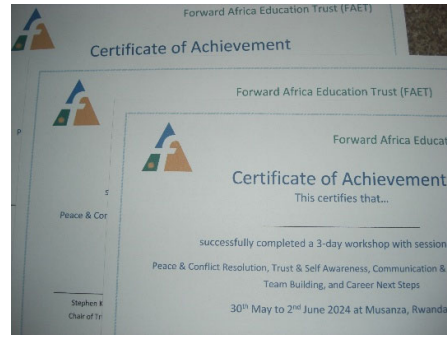 Forward Africa Education Trust (FAET)
Certificate of Achievement
Forward Africa Education Trust (FAET)
Peace & Cor
Stephen K
Chair of Tr
Forward Africa Educat
Certificate of Achievement
This certifies that...
successfully completed a 3-day workshop with session
Peace & Conflict Resolution, Trust & Self Awareness, Communication &
Team Building, and Career Next Steps
30th May to 2nd June 2024 at Musanza, Rwanda